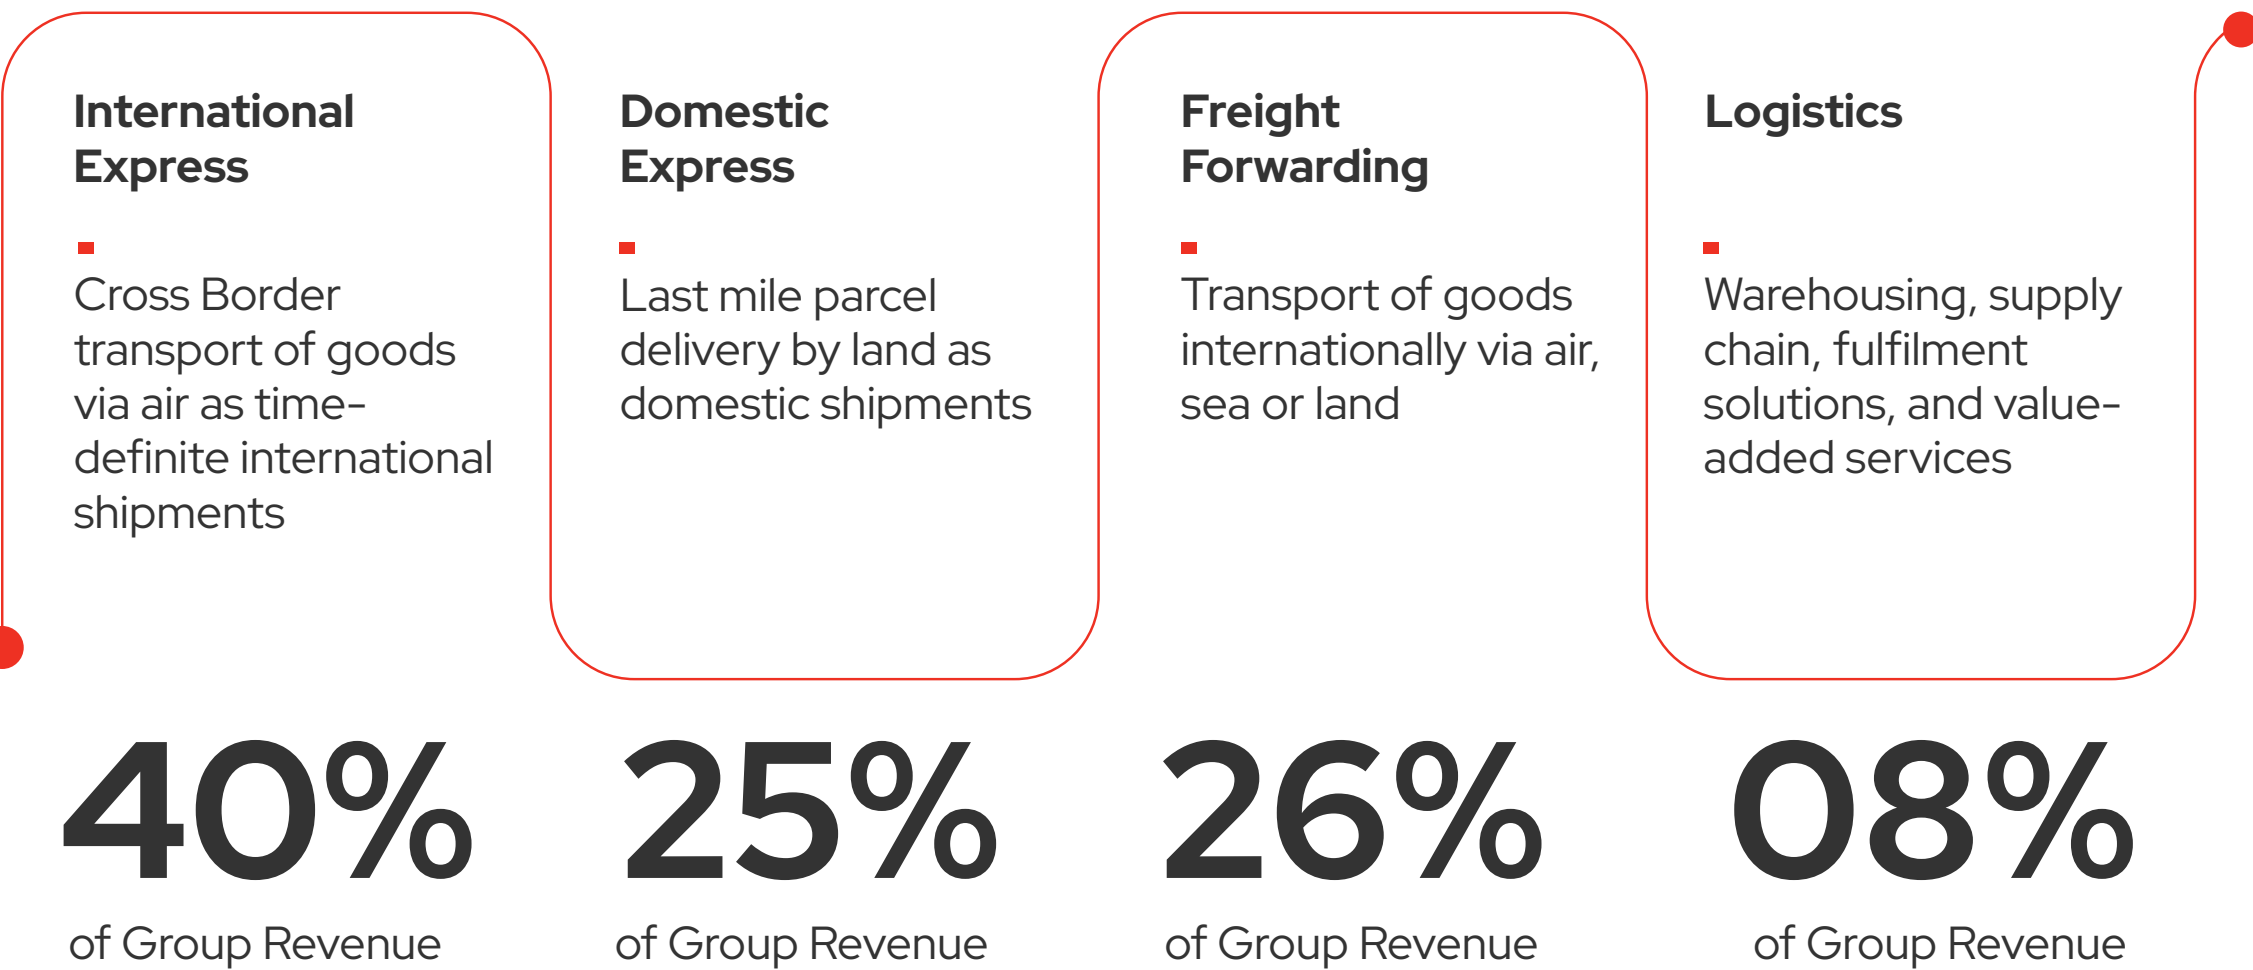 International
Express
Cross Border
transport of goods
via air as time-
definite international
shipments
40%
of Group Revenue
Domestic
Express
Last mile parcel
delivery by land as
domestic shipments
25%
of Group Revenue
Freight
Forwarding
Transport of goods
internationally via air,
sea or land
26%
of Group Revenue
Logistics
Warehousing, supply
chain, fulfilment
solutions, and value-
added services
08%
of Group Revenue